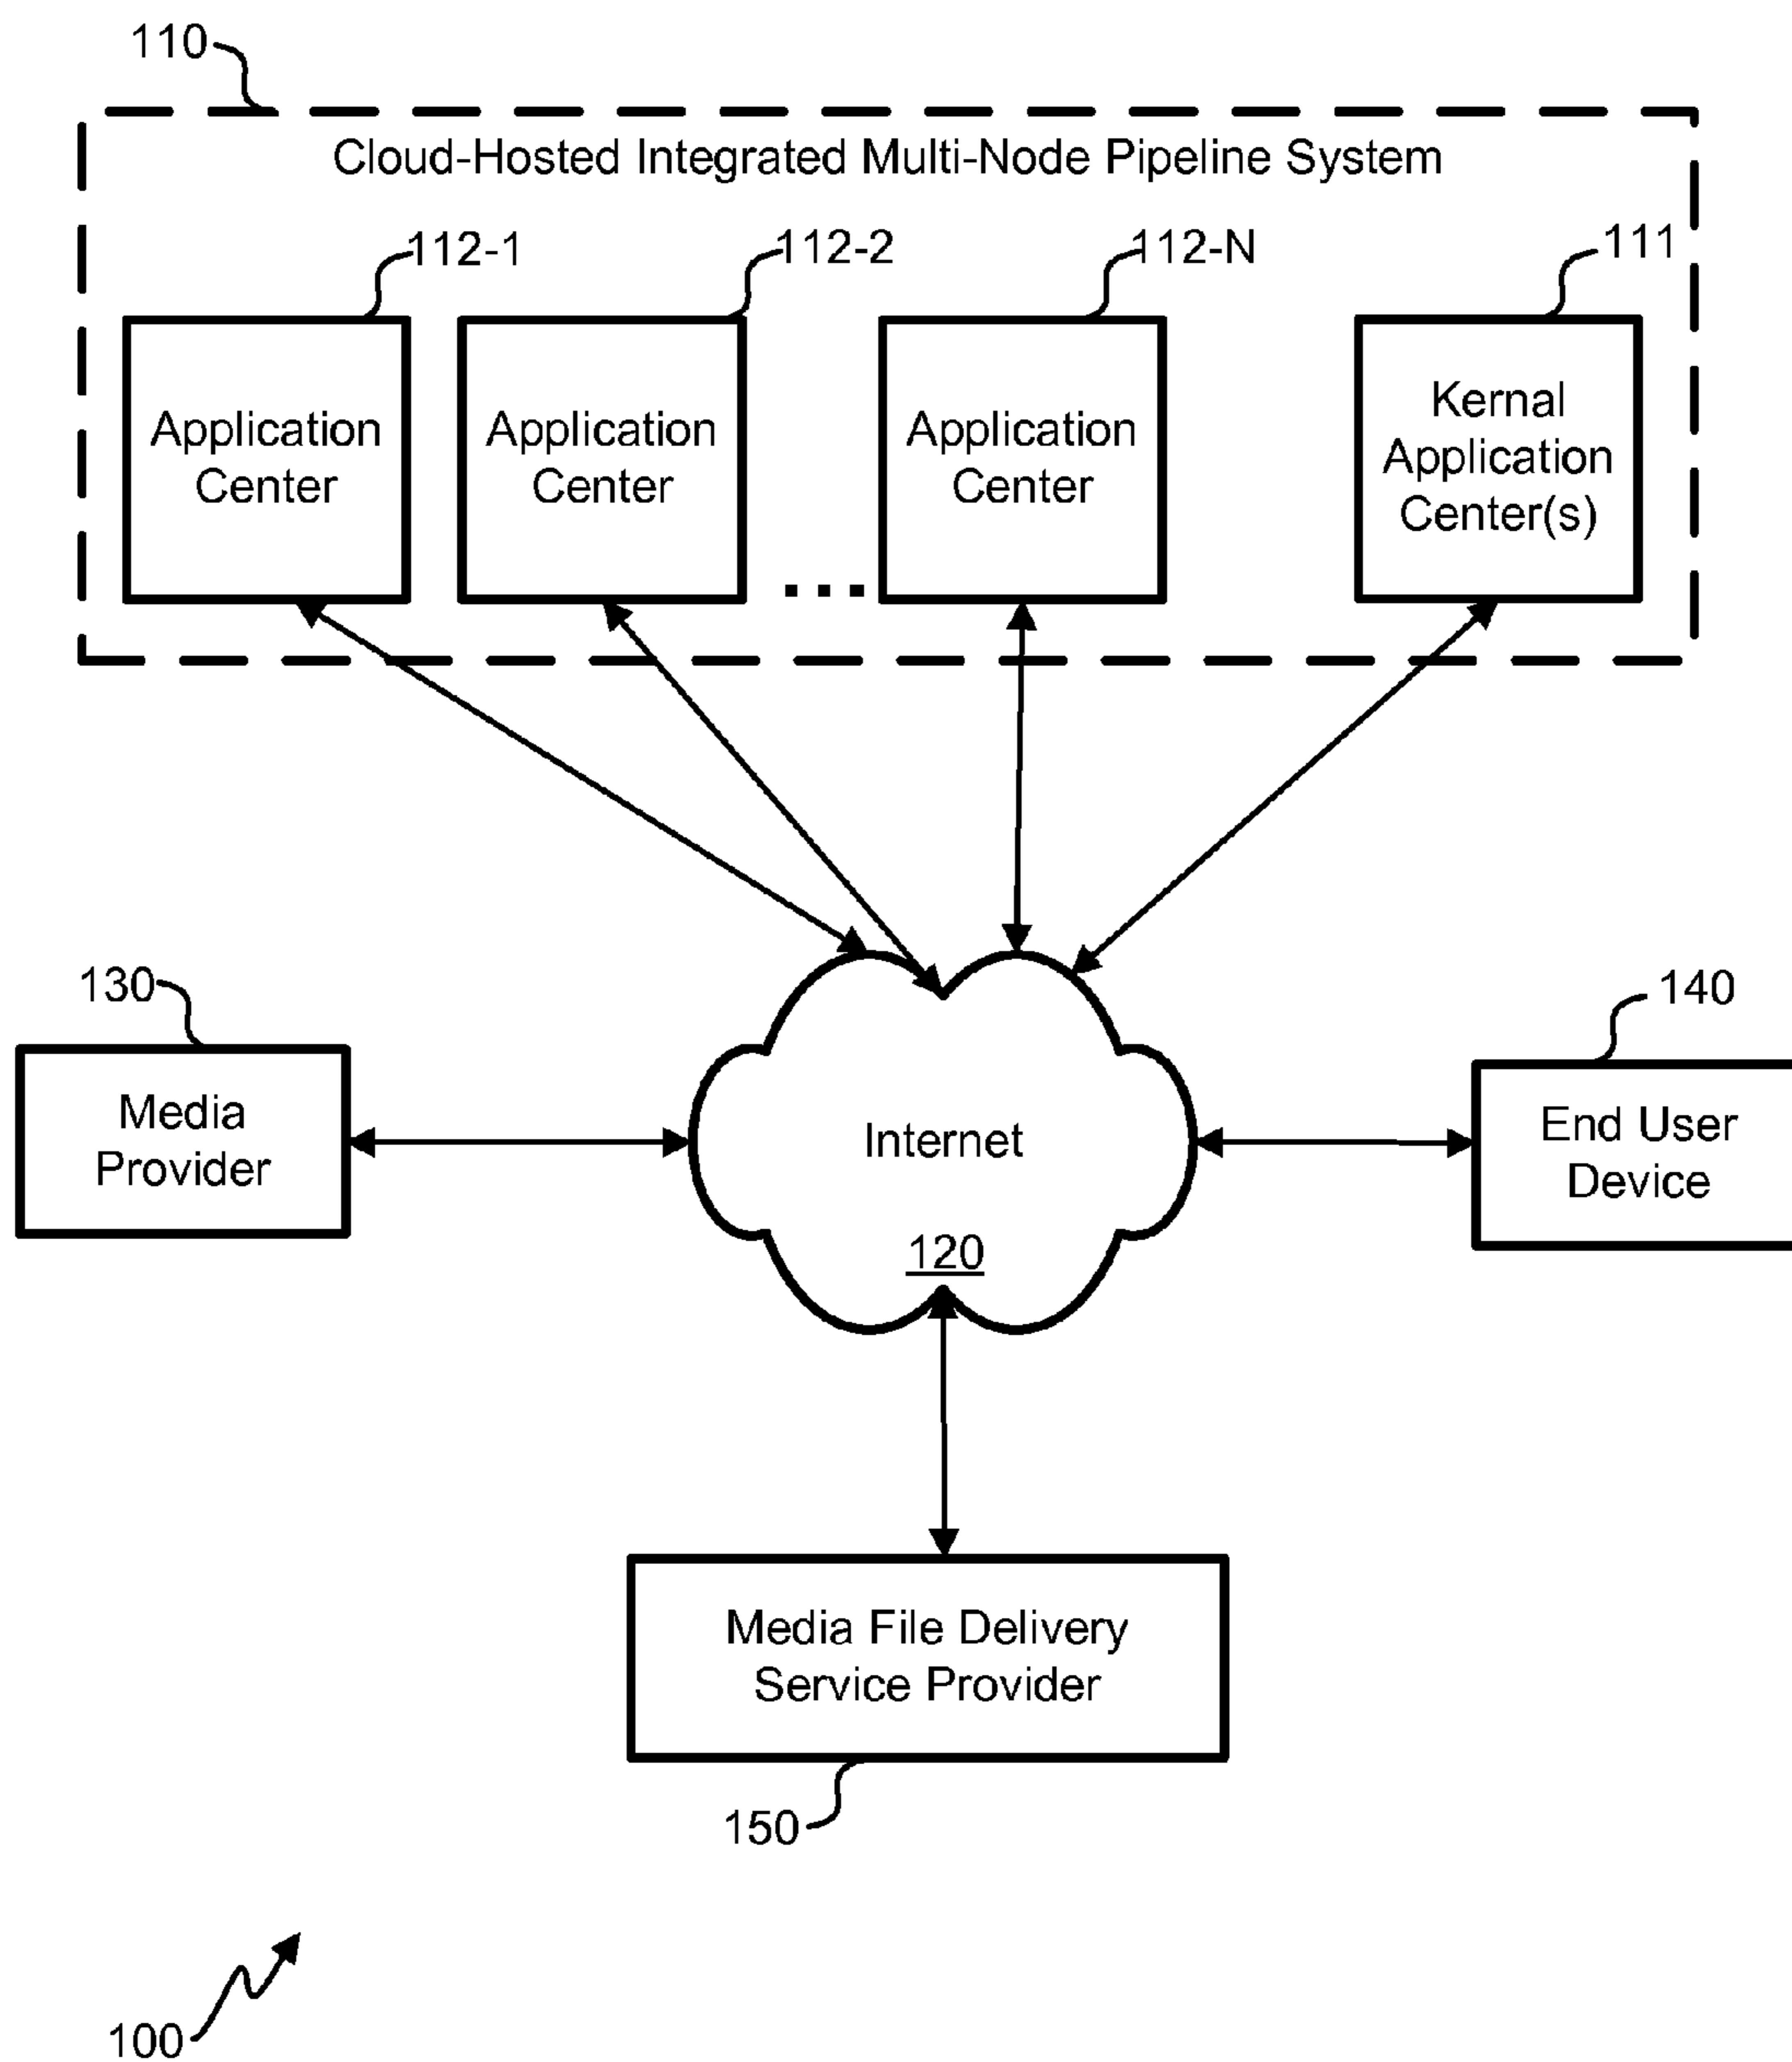 110
Cloud-Hosted Integrated Multi-Node Pipeline System
112-1
112-2
112-N
111
Application
Center
Application
Center
...
Application
Center
Kernal
Application
Center(s)
130
140
Media
Provider
Internet
120
End User
Device
Media File Delivery
Service Provider
150
100